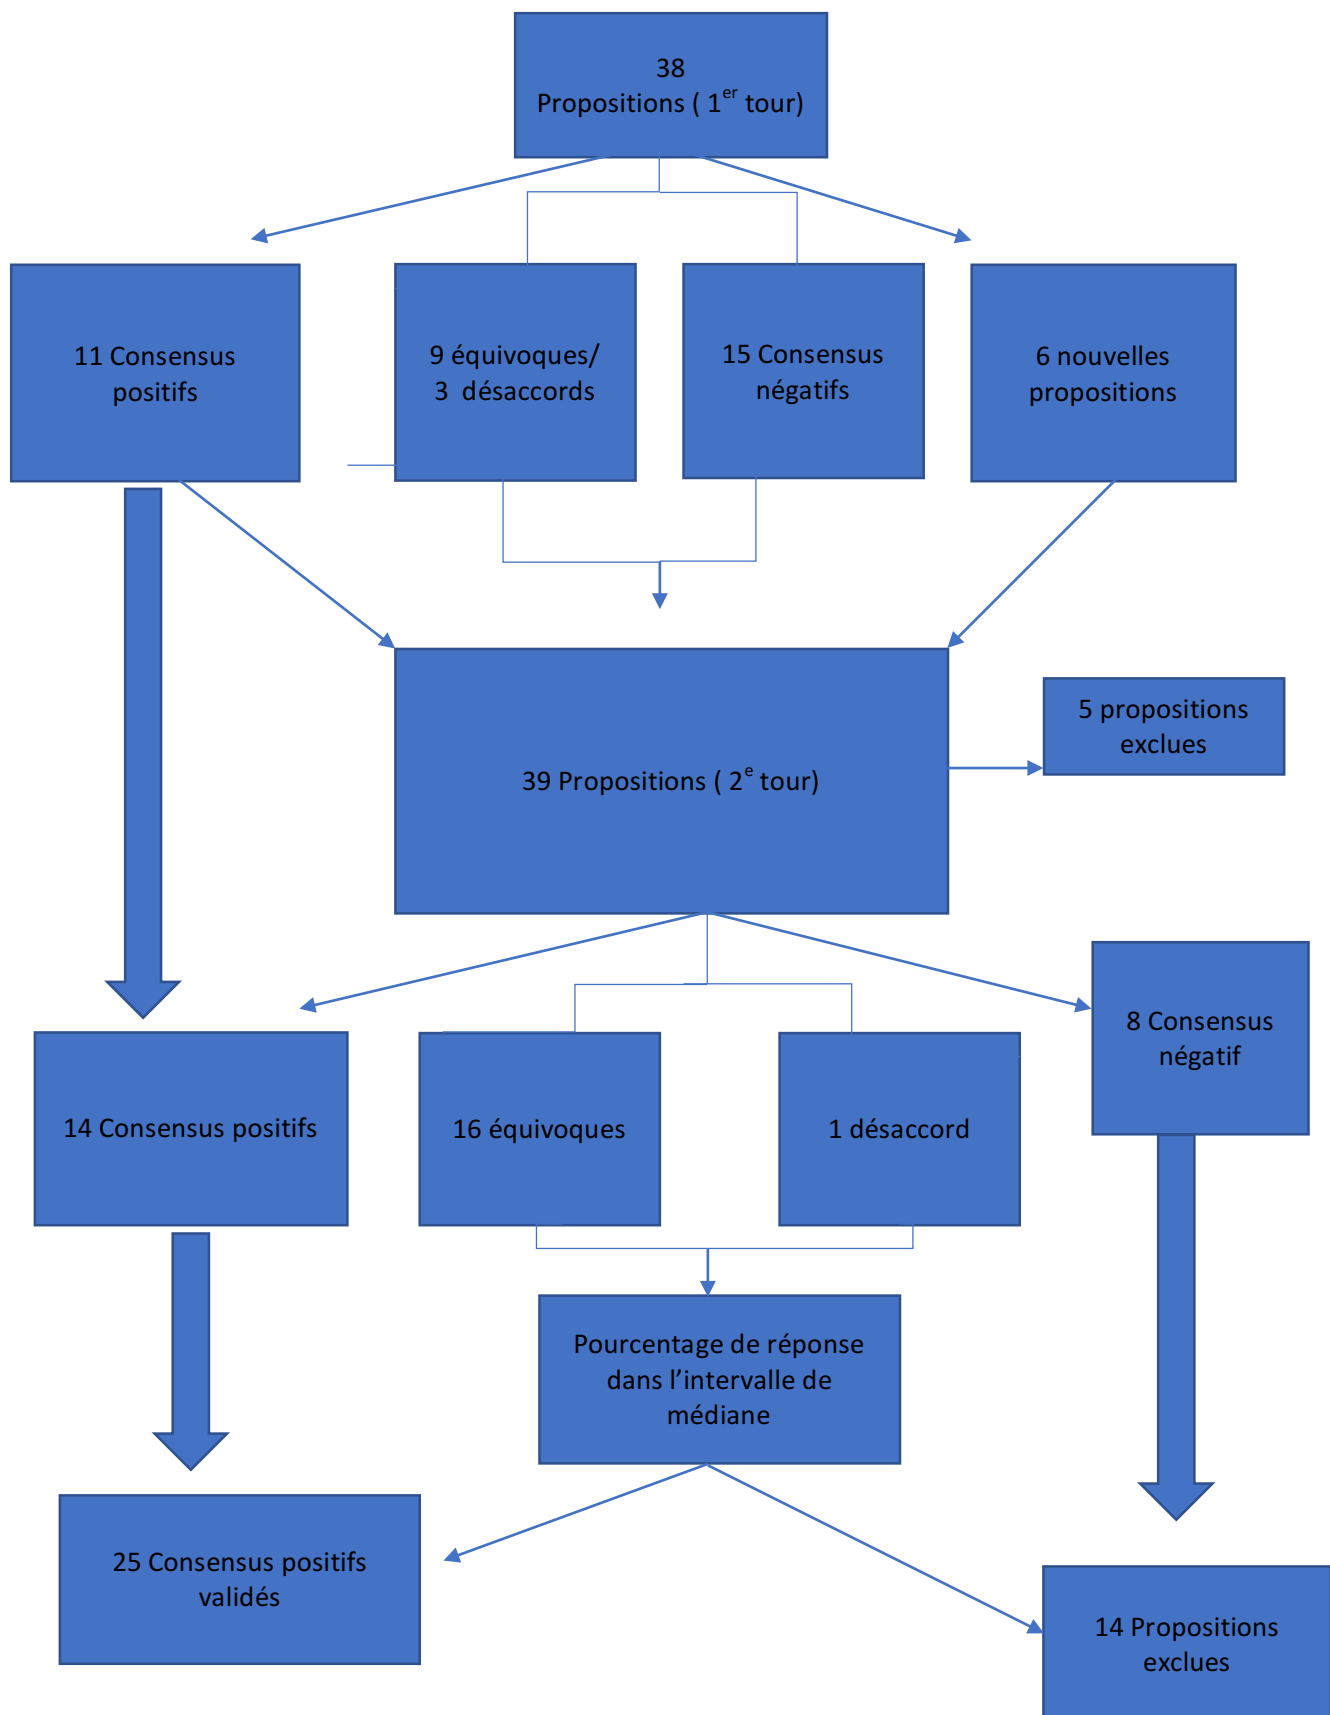 38
Propositions ( 1er tour)
11 Consensus
positifs
9 équivoques/
3 désaccords
15 Consensus
négatifs
6 nouvelles
propositions
39 Propositions ( 2e tour)
5 propositions
exclues
14 Consensus positifs
16 équivoques
1 désaccord
8 Consensus
négatif
Pourcentage de réponse
dans l’intervalle de
médiane
25 Consensus positifs
validés
14 Propositions
exclues